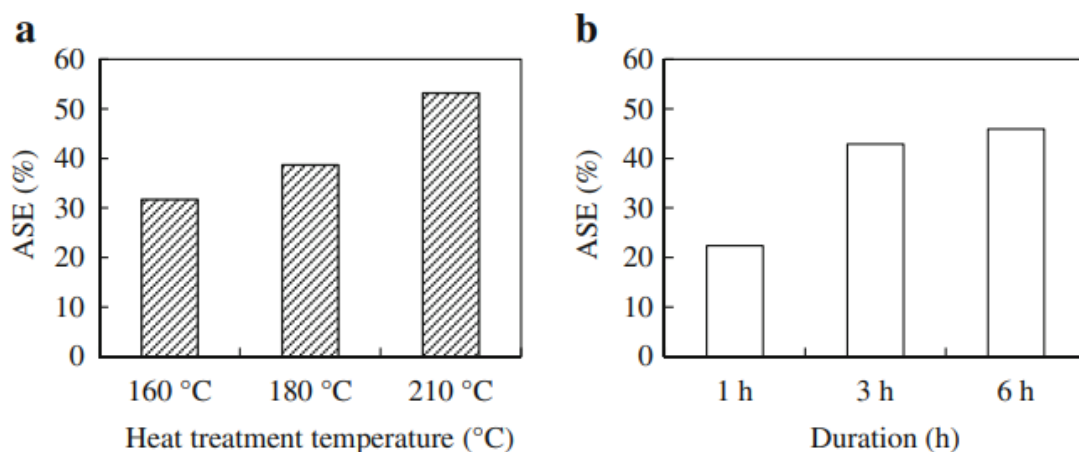 a
60
50
40
30
20
10
0
ASE (%)
160 °C 180 °C 210 °C
Heat treatment temperature (°C)
b
60
50
40
30
20
10
0
ASE (%)
1 h 3 h 6 h
Duration (h)